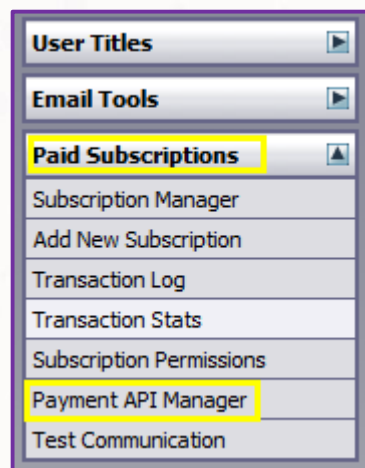 User Titles
Email Tools
Paid Subscriptions
Subscription Manager
Add New Subscription
Transaction Log
Transaction Stats
Subscription Permissions
Payment API Manager
Test Communication